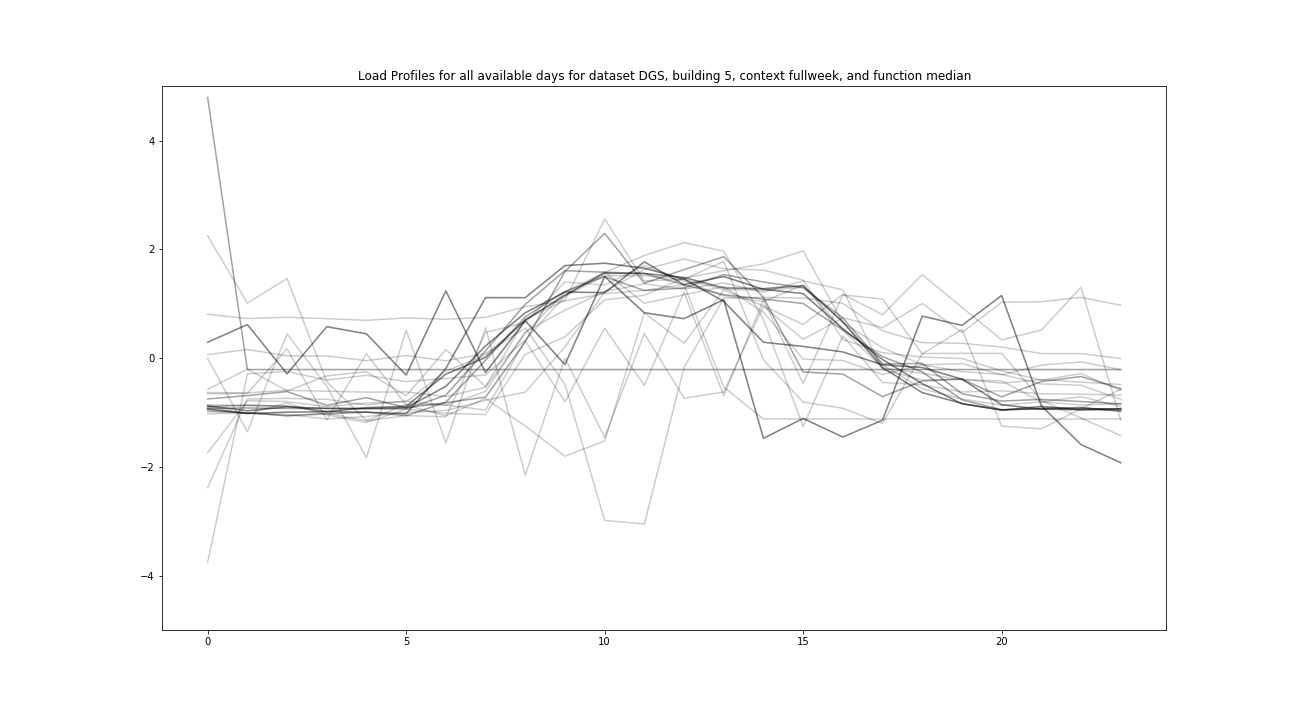 Load Profiles for all available days for dataset DGS, building 5, context fullweek, and function median
4
2
0
−2
−4
0 5 10 15 20